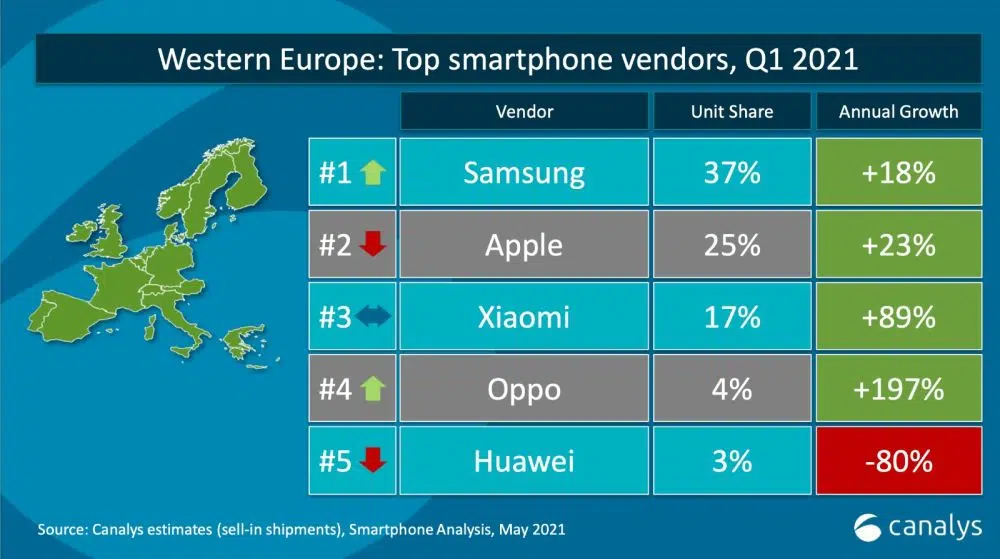 Western Europe: Top smartphone vendors, Q1 2021
Vendor Unit Share Annual Growth
#1 Samsung 37% +18%
#2 Apple 25% +23%
#3 Xiaomi 17% +89%
#4 Oppo 4% +197%
#5 Huawei 3% -80%
Source: Canalys estimates (sell-in shipments), Smartphone Analysis, May 2021
canalys